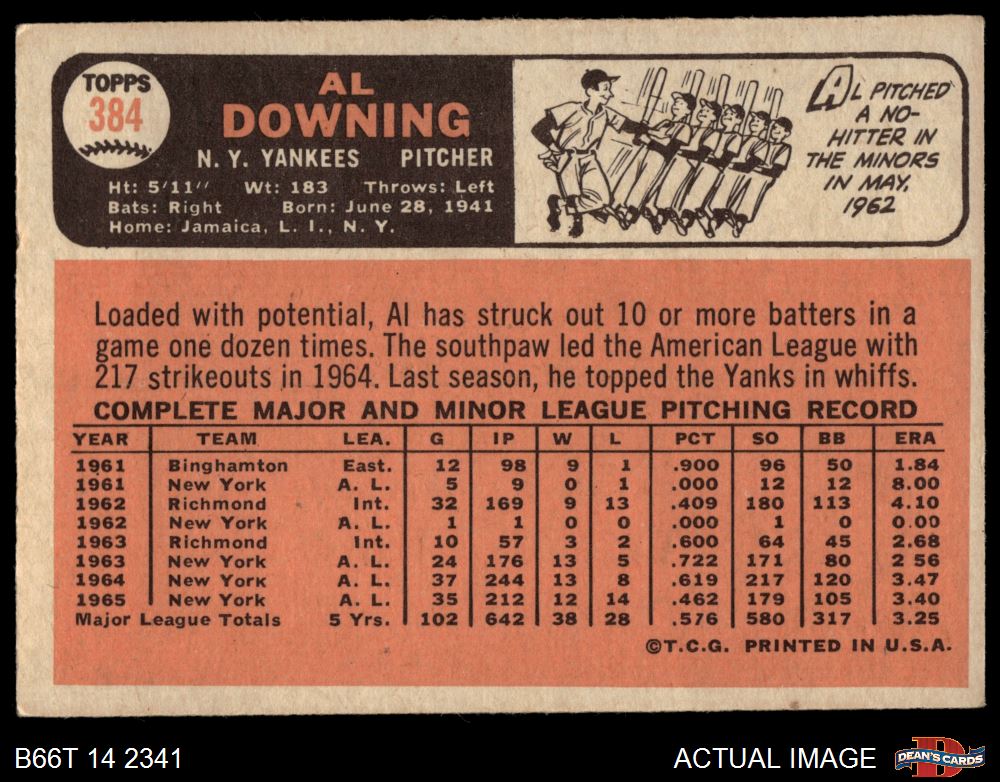 TOPPS
384
AL
DOWNING
N. Y. YANKEES PITCHER
Ht: 5'11" Wt: 183 Throws: Left
Bats: Right Born: June 28, 1941
Home: Jamaica, L. I., N. Y.
AL PITCHED
A NO-
HITTER IN
THE MINORS
IN MAY,
1962
Loaded with potential, Al has struck out 10 or more batters in a
game one dozen times. The southpaw led the American League with
217 strikeouts in 1964. Last season, he topped the Yanks in whiffs.
COMPLETE MAJOR AND MINOR LEAGUE PITCHING RECORD
YEAR TEAM LEA. G IP W L PCT SO BB ERA
1961 Binghamton East. 12 98 9 1 .900 96 50 1.84
1961 New York A. L. 5 9 0 1 .000 12 12 8.00
1962 Richmond Int. 32 169 9 13 .409 180 113 4.10
1962 New York A. L. 1 1 0 0 .000 1 0 0.00
1963 Richmond Int. 10 57 3 2 .600 64 45 2.68
1963 New York A. L. 24 176 13 5 .722 171 80 2 56
1964 New York A. L. 37 244 13 8 .619 217 120 3.47
1965 New York A. L. 35 212 12 14 .462 179 105 3.40
Major League Totals 5 Yrs. 102 642 38 28 .576 580 317 3.25
©T.C.G. PRINTED IN U.S.A.
B66T 14 2341
ACTUAL IMAGE
D
DEAN'S CARDS